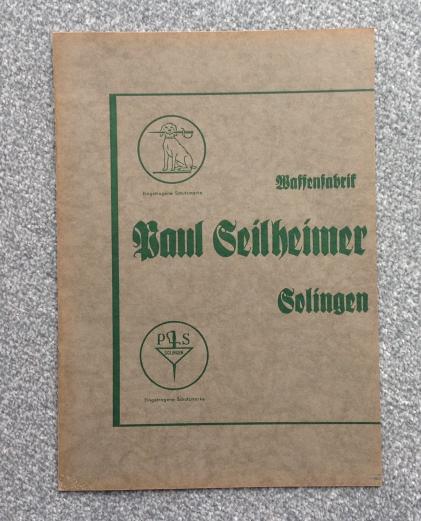 Eingetragene Schutzmarke
Waffenfabrik
Paul Seilheimer
Solingen
P S
SOLINGEN
Eingetragene Schutzmarke